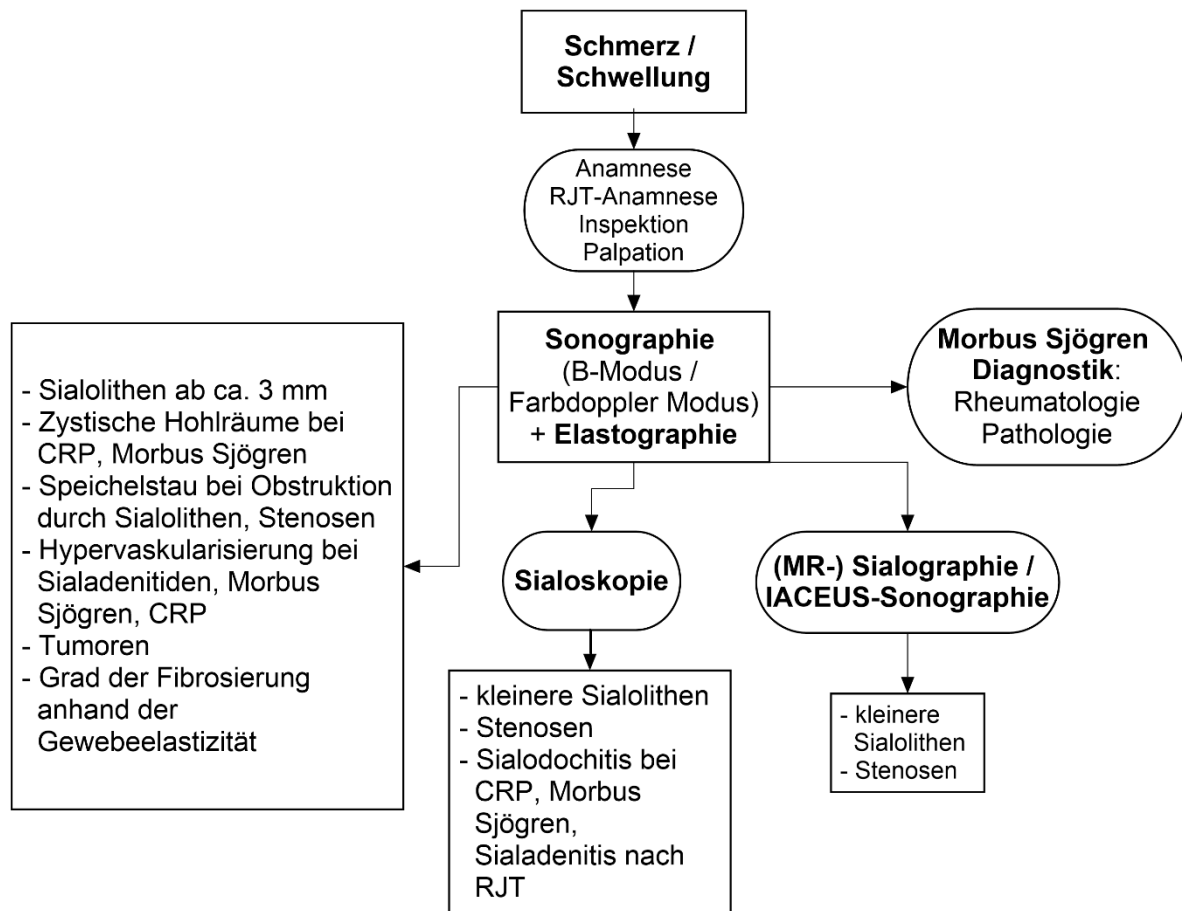 Schmerz /
Schwellung
Anamnese
RJT-Anamnese
Inspektion
Palpation
Sonographie
(B-Modus /
Farbdoppler Modus)
+ Elastographie
Morbus Sjögren
Diagnostik:
Rheumatologie
Pathologie
- Sialolithen ab ca. 3 mm
- Zystische Hohlräume bei
CRP, Morbus Sjögren
- Speichelstau bei Obstruktion
durch Sialolithen, Stenosen
- Hypervaskularisierung bei
Sialadenitiden, Morbus
Sjögren, CRP
- Tumoren
- Grad der Fibrosierung
anhand der
Gewebeelastizität
Sialoskopie
(MR-) Sialographie /
IACEUS-Sonographie
- kleinere Sialolithen
- Stenosen
- Sialodochitis bei
CRP, Morbus
Sjögren,
Sialadenitis nach
RJT
- kleinere
Sialolithen
- Stenosen